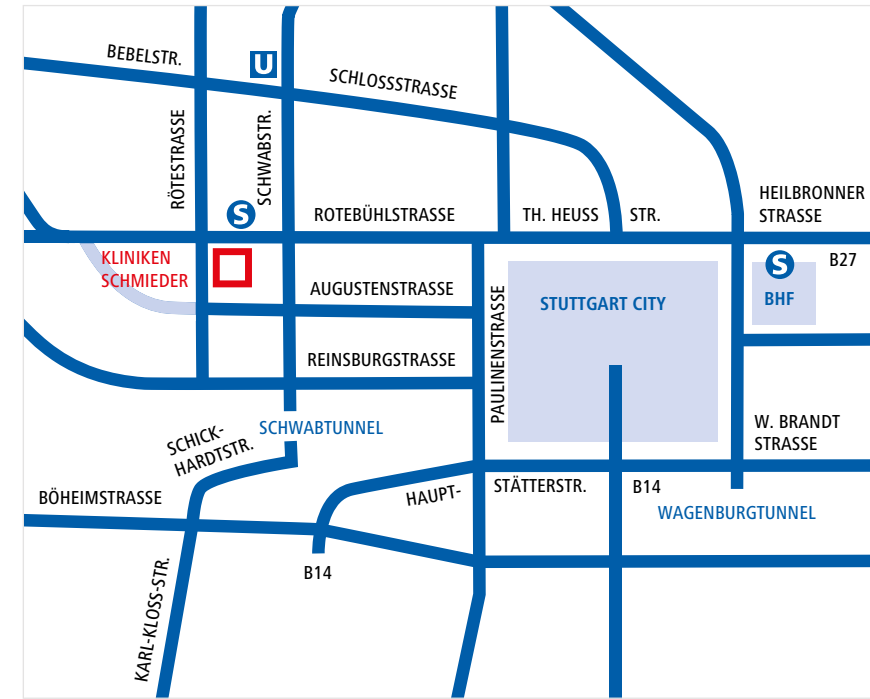 BEBELSTR.
U
SCHLOSSSTRASSE
RÖTESTRASSE
SCHWABSTR.
S
ROTEBÜHLSTRASSE
TH. HEUSS
STR.
HEILBRONNER
STRASSE
B27
KLINIKEN
SCHMIEDER
S
BHF
AUGUSTENSTRASSE
PAULINENSTRASSE
STUTTGART CITY
REINSBURGSTRASSE
SCHWABTUNNEL
SCHICK-
HARDTSTR.
W. BRANDT
STRASSE
BÖHEIMSTRASSE
HAUPT-
STÄTTERSTR.
B14
WAGENBURGTUNNEL
B14
KARL-KLOSS-STR.